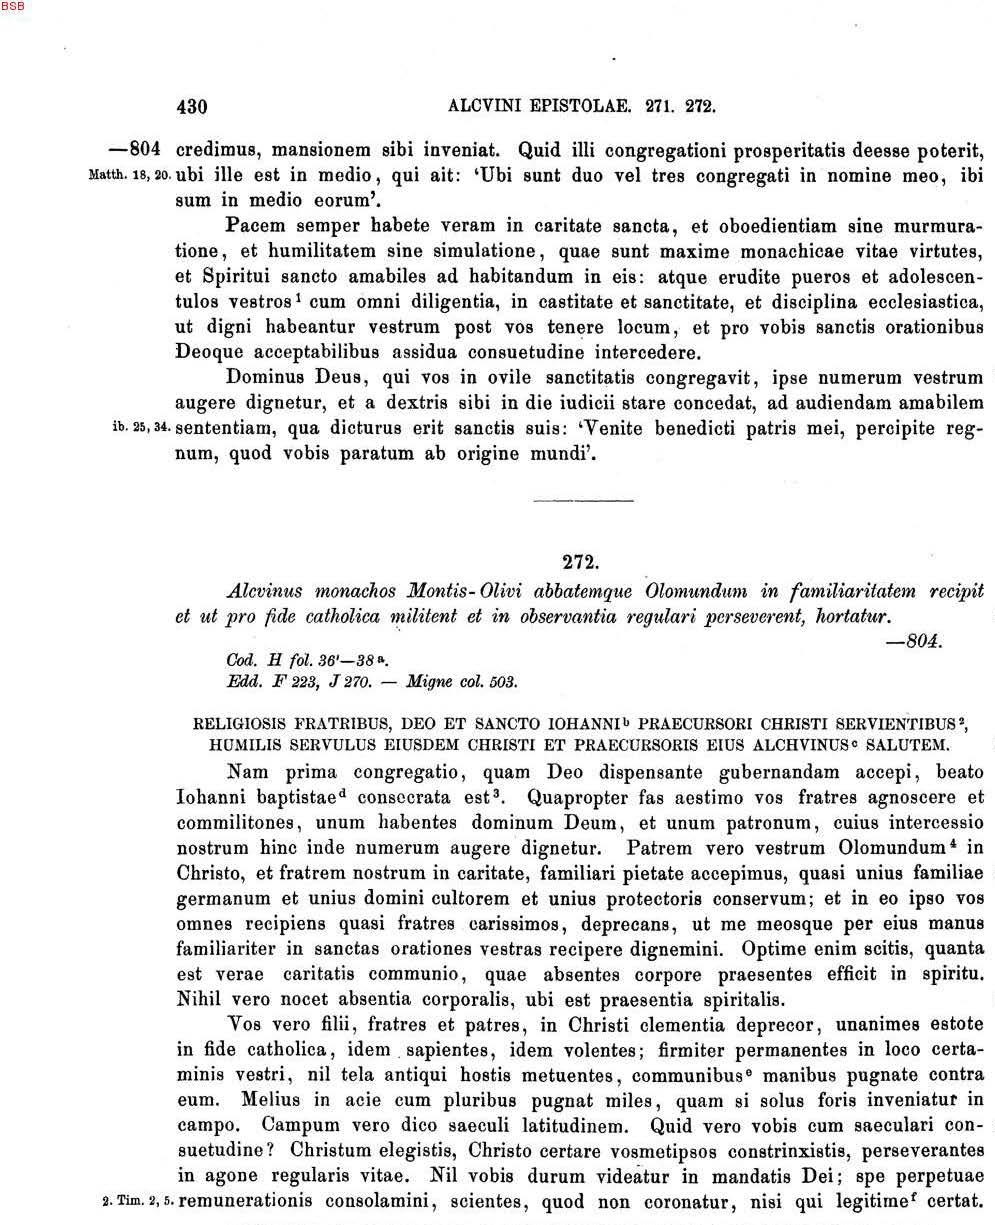 BSB
430 ALCVINI EPISTOLAE. 271. 272.
—804 credimus, mansionem sibi inveniat. Quid illi congregationi prosperitatis deesse poterit,
Matth. 18, 20. ubi ille est in medio, qui ait: ‘Ubi sunt duo vel tres congregati in nomine meo, ibi
sum in medio eorum’.
Pacem semper habete veram in caritate sancta, et oboedientiam sine murmura-
tione, et humilitatem sine simulatione, quae sunt maxime monachicae vitae virtutes,
et Spiritui sancto amabiles ad habitandum in eis: atque erudite pueros et adolescen-
tulos vestros¹ cum omni diligentia, in castitate et sanctitate, et disciplina ecclesiastica,
ut digni habeantur vestrum post vos tenere locum, et pro vobis sanctis orationibus
Deoque acceptabilibus assidua consuetudine intercedere.
Dominus Deus, qui vos in ovile sanctitatis congregavit, ipse numerum vestrum
augere dignetur, et a dextris sibi in die iudicii stare concedat, ad audiendam amabilem
ib. 25, 34. sententiam, qua dicturus erit sanctis suis: ‘Venite benedicti patris mei, percipite reg-
num, quod vobis paratum ab origine mundi’.
272.
Alcvinus monachos Montis-Olivi abbatemque Olomundum in familiaritatem recipit
et ut pro fide catholica militent et in observantia regulari perseverent, hortatur.
—804.
Cod. H fol. 36'—38ᵃ.
Edd. F 223, J 270. — Migne col. 503.
RELIGIOSIS FRATRIBUS, DEO ET SANCTO IOHANNIᵇ PRAECURSORI CHRISTI SERVIENTIBUS²,
HUMILIS SERVULUS EIUSDEM CHRISTI ET PRAECURSORIS EIUS ALCHVINUSᶜ SALUTEM.
Nam prima congregatio, quam Deo dispensante gubernandam accepi, beato
Iohanni baptistaeᵈ consecrata est³. Quapropter fas aestimo vos fratres agnoscere et
commilitones, unum habentes dominum Deum, et unum patronum, cuius intercessio
nostrum hinc inde numerum augere dignetur. Patrem vero vestrum Olomundum⁴ in
Christo, et fratrem nostrum in caritate, familiari pietate accepimus, quasi unius familiae
germanum et unius domini cultorem et unius protectoris conservum; et in eo ipso vos
omnes recipiens quasi fratres carissimos, deprecans, ut me meosque per eius manus
familiariter in sanctas orationes vestras recipere dignemini. Optime enim scitis, quanta
est verae caritatis communio, quae absentes corpore praesentes efficit in spiritu.
Nihil vero nocet absentia corporalis, ubi est praesentia spiritalis.
Vos vero filii, fratres et patres, in Christi clementia deprecor, unanimes estote
in fide catholica, idem sapientes, idem volentes; firmiter permanentes in loco certa-
minis vestri, nil tela antiqui hostis metuentes, communibusᵉ manibus pugnate contra
eum. Melius in acie cum pluribus pugnat miles, quam si solus foris inveniatur in
campo. Campum vero dico saeculi latitudinem. Quid vero vobis cum saeculari con-
suetudine? Christum elegistis, Christo certare vosmetipsos constrinxistis, perseverantes
in agone regularis vitae. Nil vobis durum videatur in mandatis Dei; spe perpetuae
2. Tim. 2, 5. remunerationis consolamini, scientes, quod non coronatur, nisi qui legitimeᶠ certat.